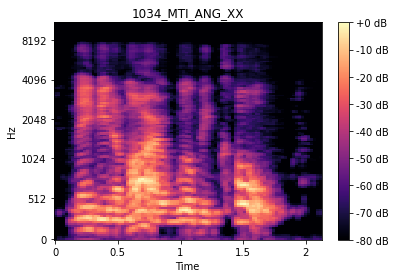 1034_MTI_ANG_XX
Hz
8192
4096
2048
1024
512
0
0
0.5
1
1.5
2
Time
+0 dB
-10 dB
-20 dB
-30 dB
-40 dB
-50 dB
-60 dB
-70 dB
-80 dB